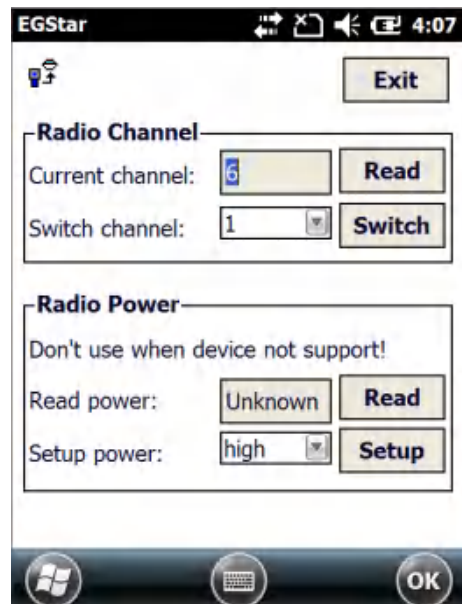 EGStar 4:07
Exit
Radio Channel
Current channel: 6 Read
Switch channel: 1 Switch
Radio Power
Don't use when device not support!
Read power: Unknown Read
Setup power: high Setup
OK